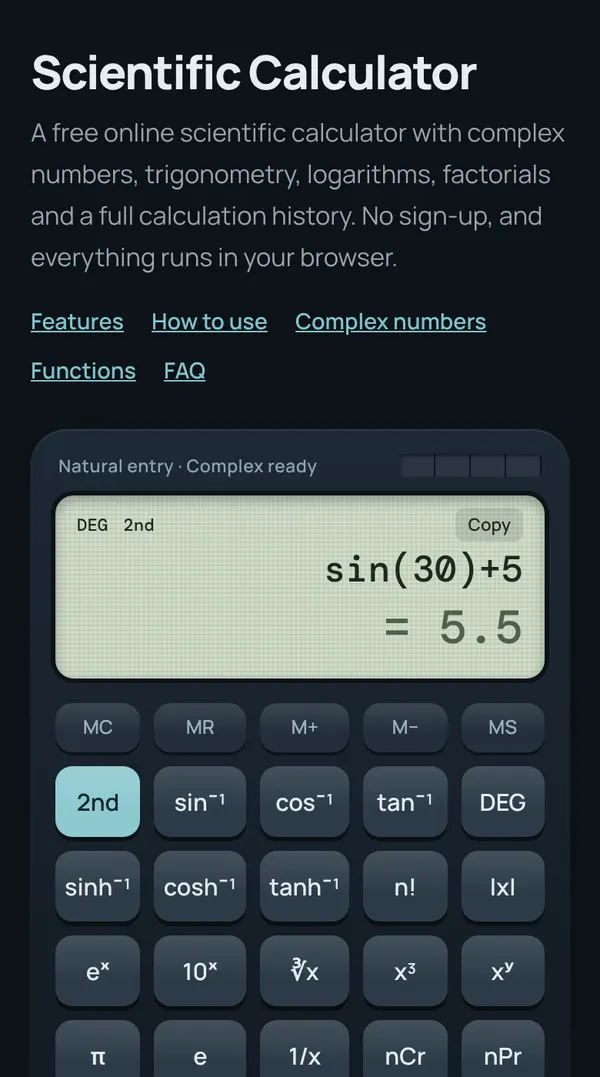 Scientific Calculator
A free online scientific calculator with complex
numbers, trigonometry, logarithms, factorials
and a full calculation history. No sign-up, and
everything runs in your browser.
Features How to use Complex numbers
Functions FAQ
Natural entry · Complex ready
DEG 2nd Copy
sin(30)+5
= 5.5
MC MR M+ M− MS
2nd sin⁻¹ cos⁻¹ tan⁻¹ DEG
sinh⁻¹ cosh⁻¹ tanh⁻¹ n! |x|
eˣ 10ˣ ∛x x³ xʸ
π e 1/x nCr nPr